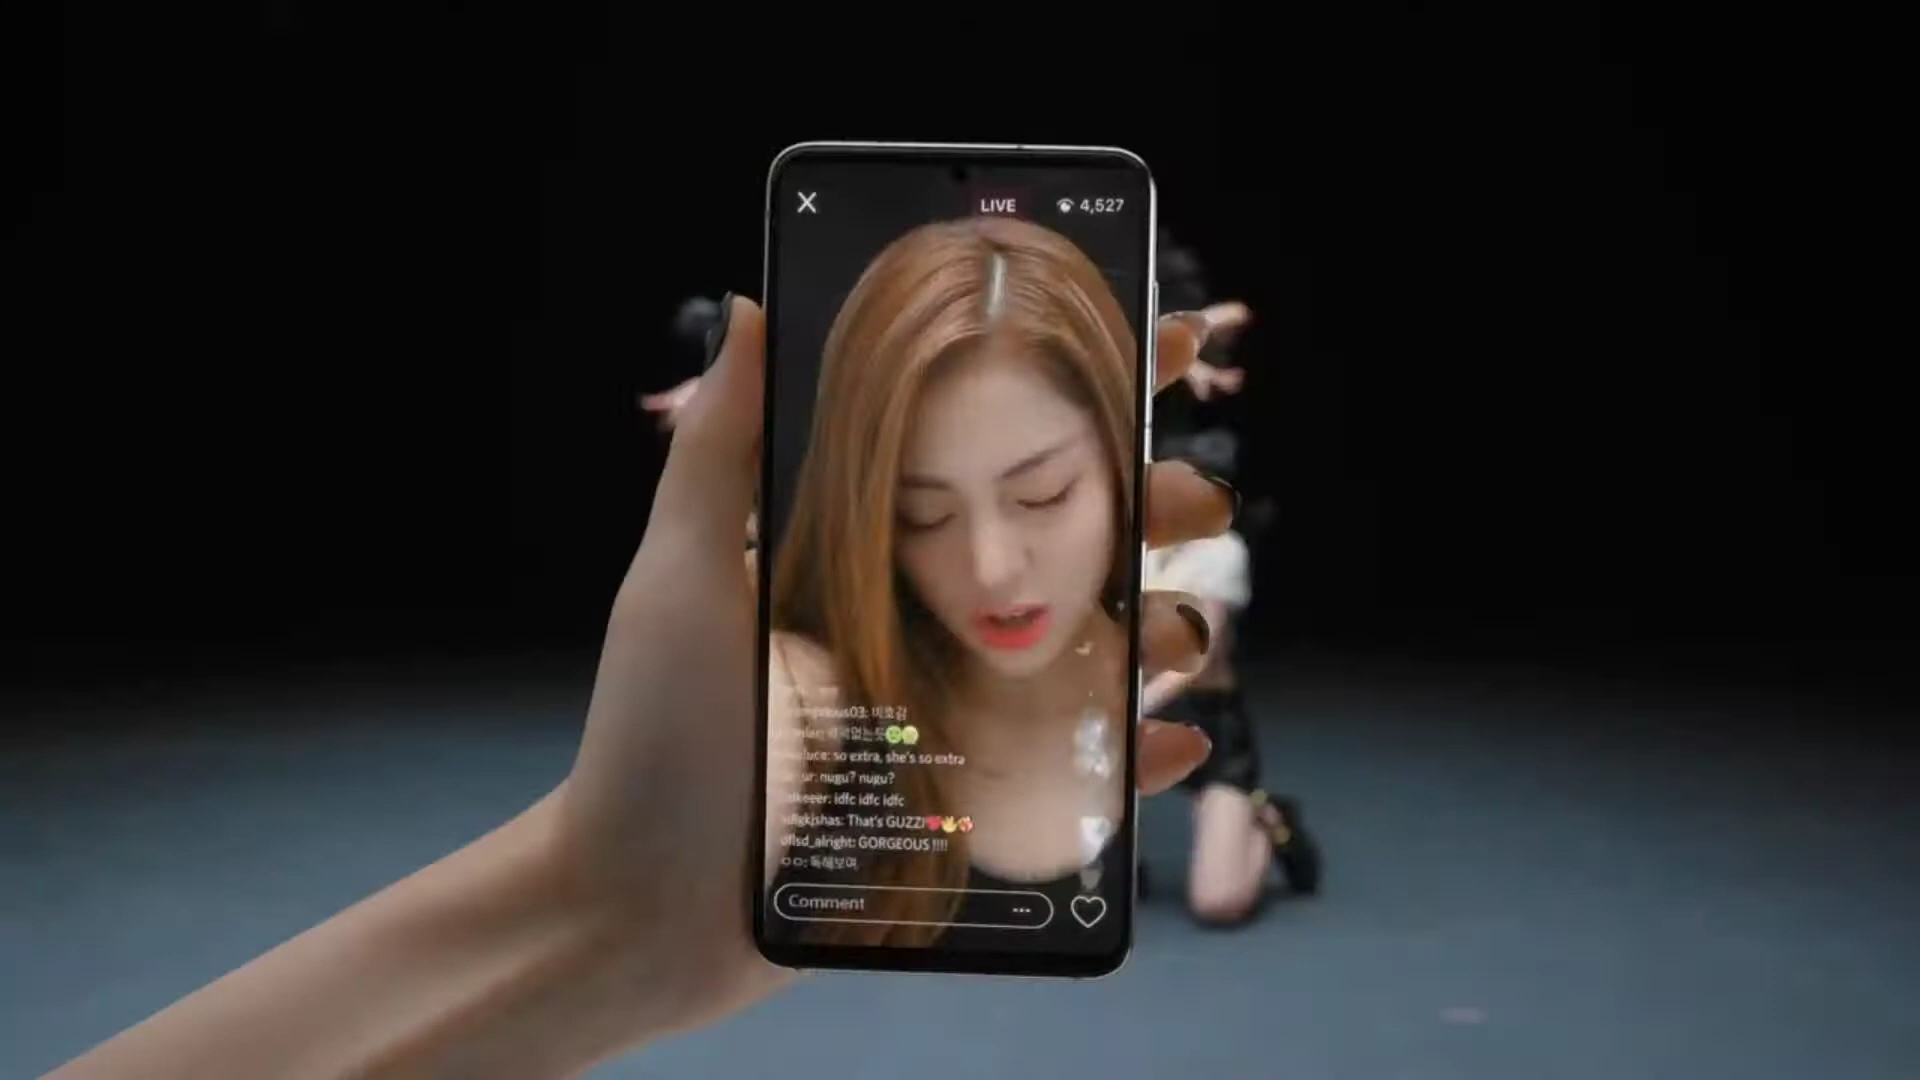 LIVE 4,527
비호감
so extra, she's so extra
nugu? nugu?
idfc idfc idfc
That's GUZZI
alright: GORGEOUS !!!!
ㅇㅇ: 독해보여
Comment ...